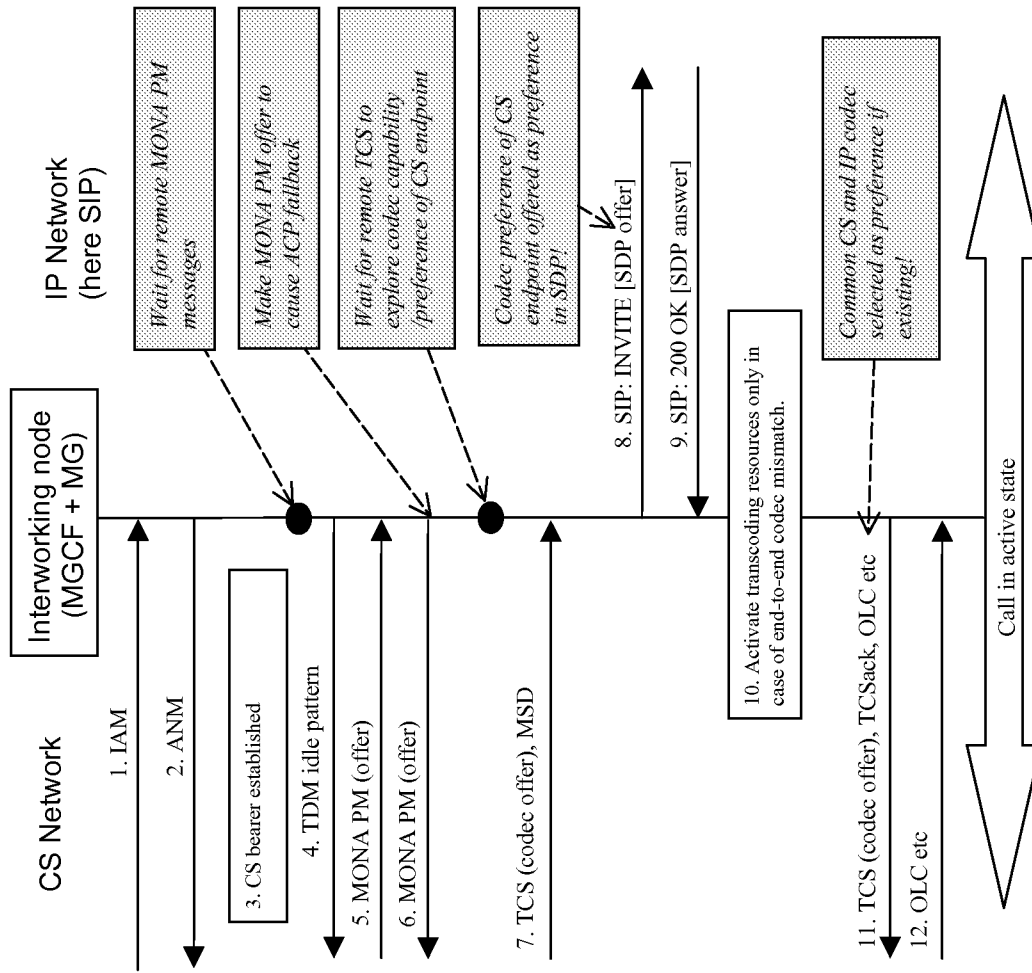 CS Network
Interworking node
(MGCF + MG)
IP Network
(here SIP)
1. IAM
2. ANM
Wait for remote MONA PM
messages
3. CS bearer established
Make MONA PM offer to
cause ACP fallback
4. TDM idle pattern
5. MONA PM (offer)
6. MONA PM (offer)
Wait for remote TCS to
explore codec capability
/preference of CS endpoint
7. TCS (codec offer), MSD
Codec preference of CS
endpoint offered as preference
in SDP!
8. SIP: INVITE [SDP offer]
9. SIP: 200 OK [SDP answer]
10. Activate transcoding resources only in
case of end-to-end codec mismatch.
Common CS and IP codec
selected as preference if
existing!
11. TCS (codec offer), TCSack, OLC etc
12. OLC etc
Call in active state